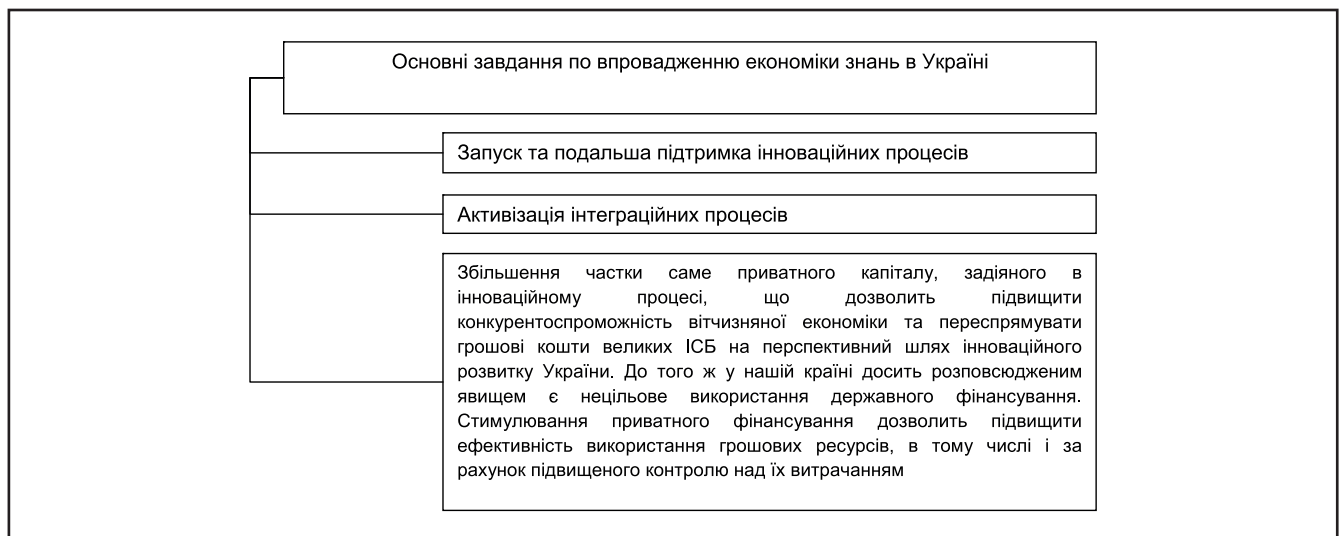 Основні завдання по впровадженню економіки знань в Україні
Запуск та подальша підтримка інноваційних процесів
Активізація інтеграційних процесів
Збільшення частки саме приватного капіталу, задіяного в
інноваційному процесі, що дозволить підвищити
конкурентоспроможність вітчизняної економіки та переспрямувати
грошові кошти великих ІСБ на перспективний шлях інноваційного
розвитку України. До того ж у нашій країні досить розповсюдженим
явищем є нецільове використання державного фінансування.
Стимулювання приватного фінансування дозволить підвищити
ефективність використання грошових ресурсів, в тому числі і за
рахунок підвищеного контролю над їх витрачанням